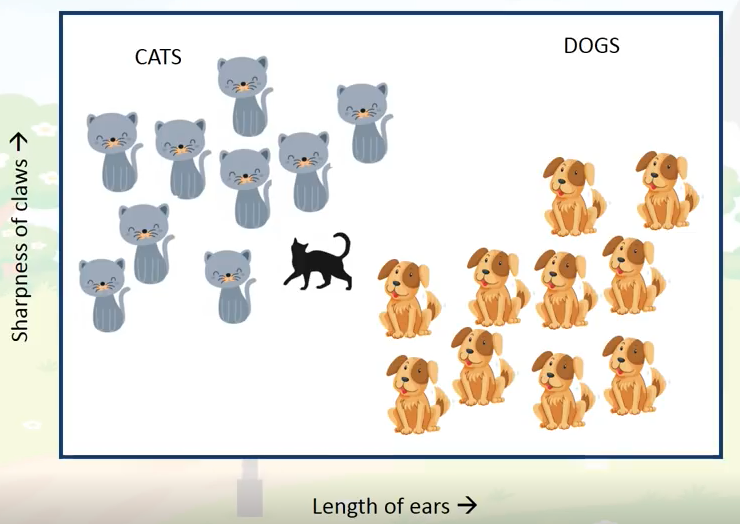 CATS
DOGS
Sharpness of claws →
Length of ears →